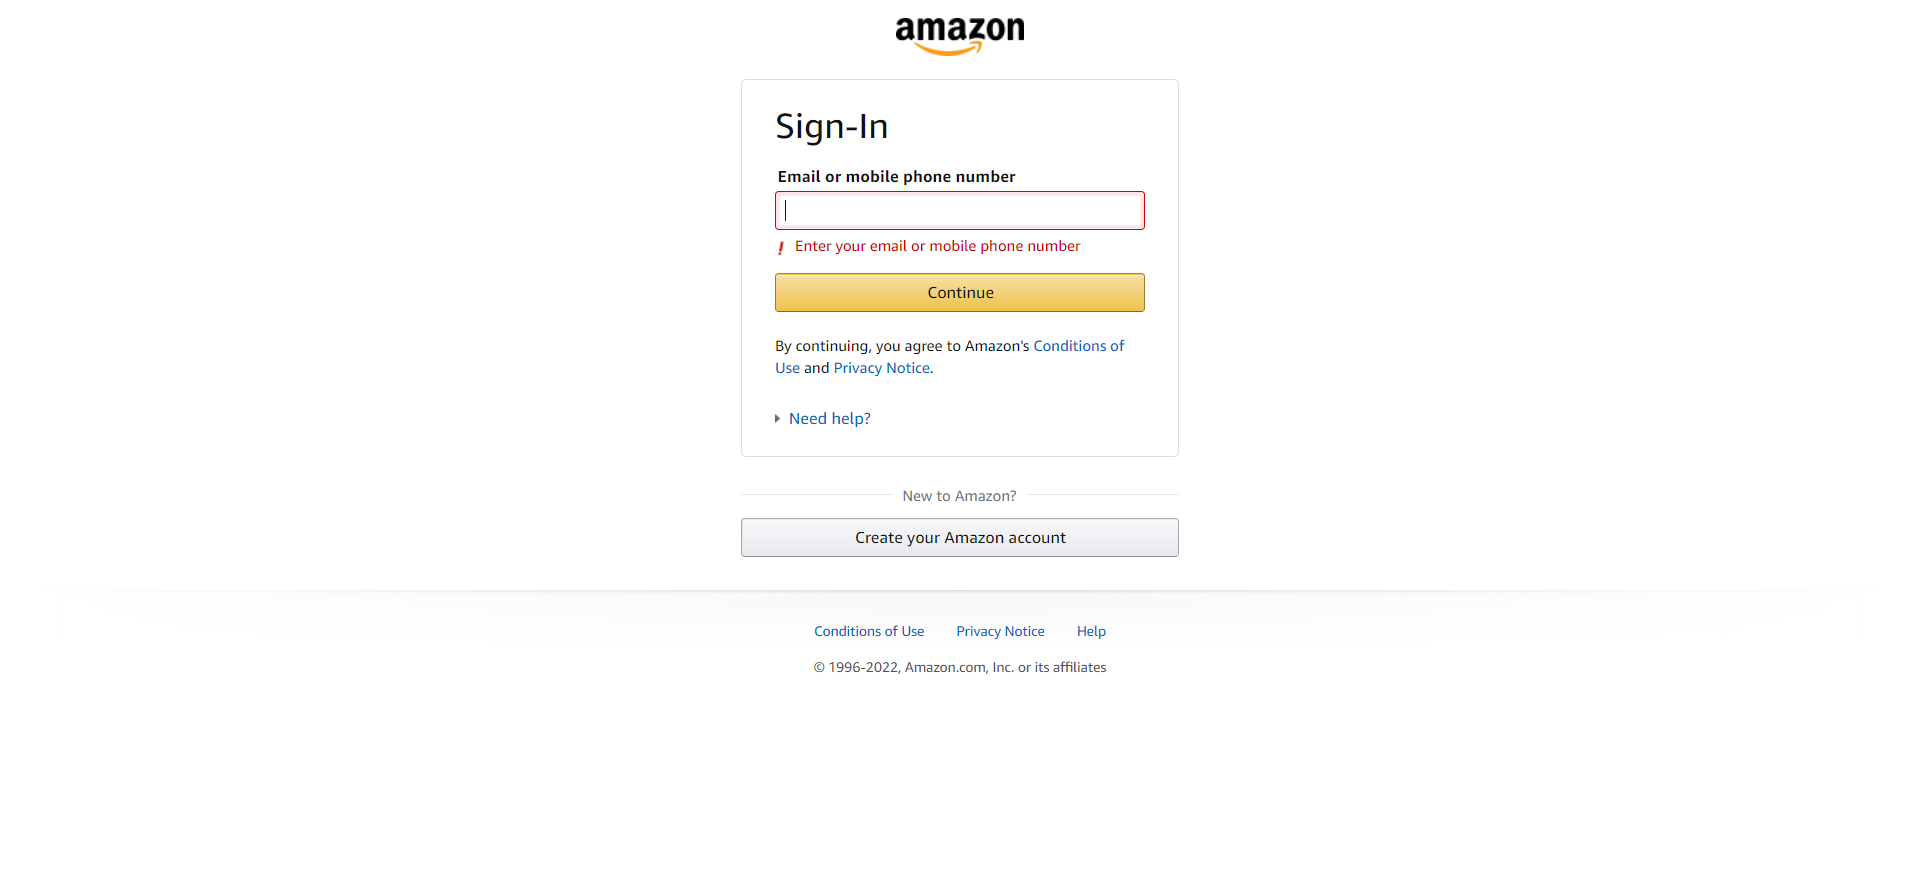 amazon
Sign-In
Email or mobile phone number
Enter your email or mobile phone number
Continue
By continuing, you agree to Amazon's Conditions of
Use and Privacy Notice.
Need help?
New to Amazon?
Create your Amazon account
Conditions of Use Privacy Notice Help
© 1996-2022, Amazon.com, Inc. or its affiliates